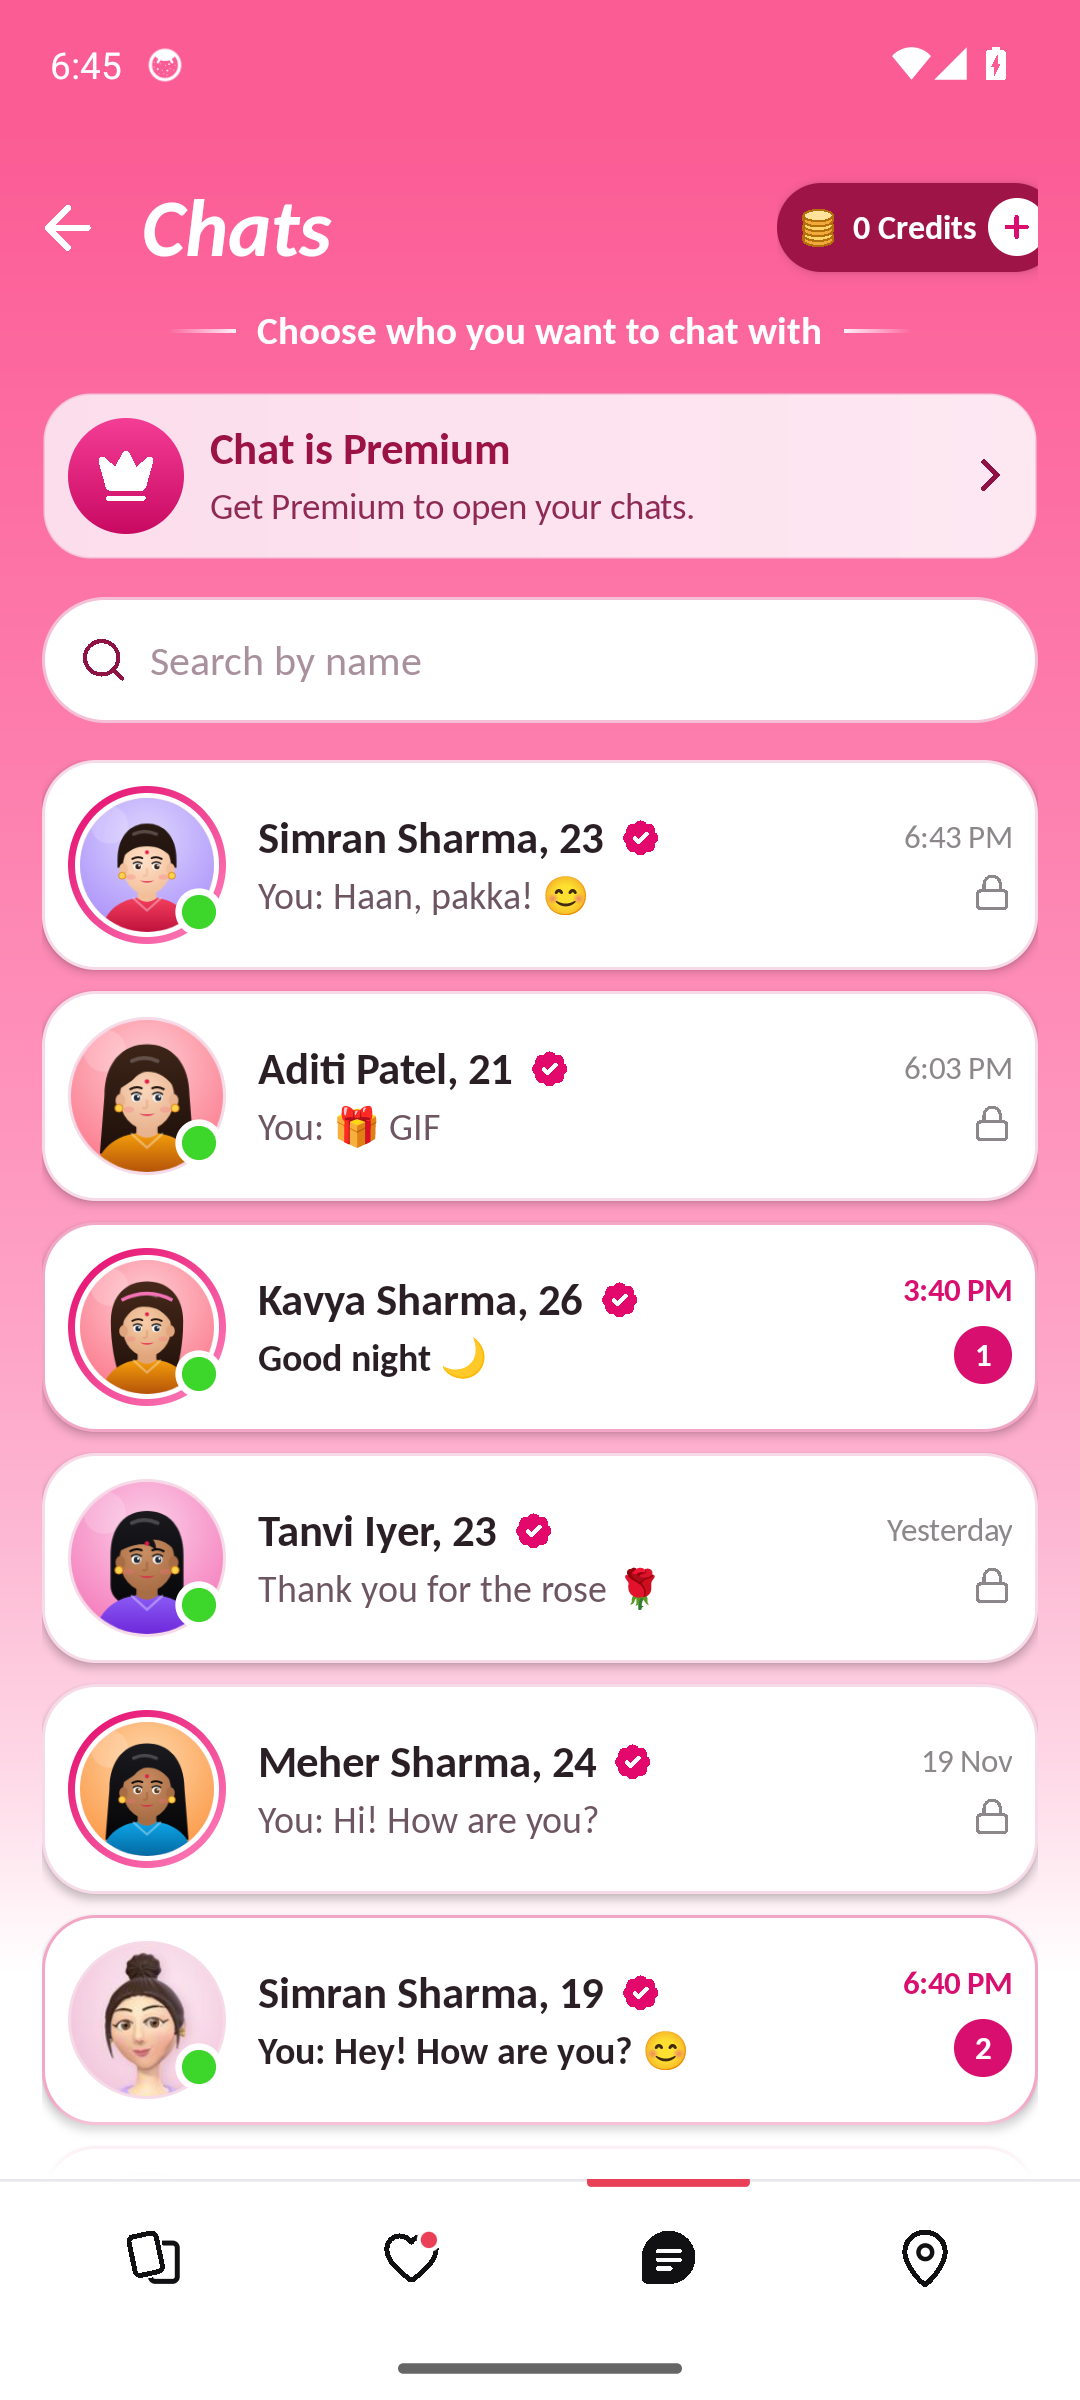 6:45
Chats
0 Credits
Choose who you want to chat with
Chat is Premium
Get Premium to open your chats.
Search by name
Simran Sharma, 23
6:43 PM
You: Haan, pakka! 😊
Aditi Patel, 21
6:03 PM
You: 🎁 GIF
Kavya Sharma, 26
3:40 PM
Good night 🌙
1
Tanvi Iyer, 23
Yesterday
Thank you for the rose 🌹
Meher Sharma, 24
19 Nov
You: Hi! How are you?
Simran Sharma, 19
6:40 PM
You: Hey! How are you? 😊
2